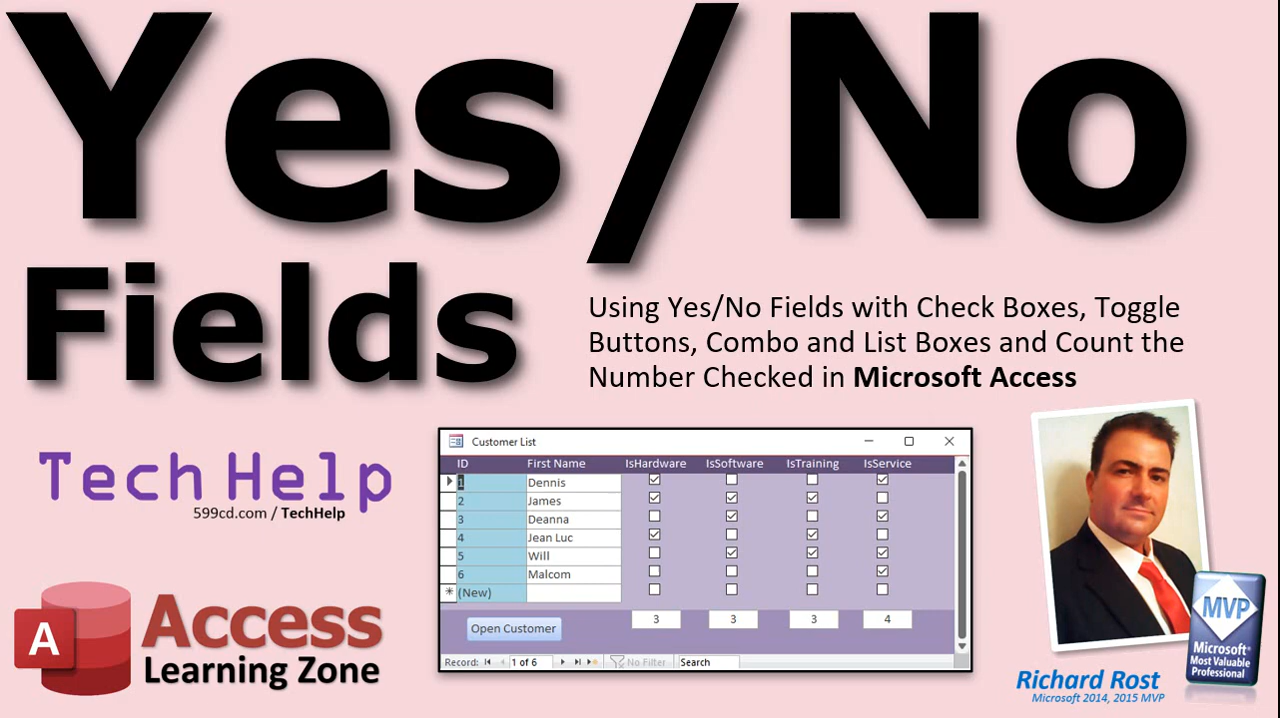 Yes/No
Fields
Using Yes/No Fields with Check Boxes, Toggle
Buttons, Combo and List Boxes and Count the
Number Checked in Microsoft Access
Tech Help
599cd.com / TechHelp
A
Access
Learning Zone
Customer List
ID First Name IsHardware IsSoftware IsTraining IsService
1 Dennis
2 James
3 Deanna
4 Jean Luc
5 Will
6 Malcom
(New)
3 3 3 4
Open Customer
Record: 1 of 6 No Filter Search
MVP
Microsoft®
Most Valuable
Professional
Richard Rost
Microsoft 2014, 2015 MVP